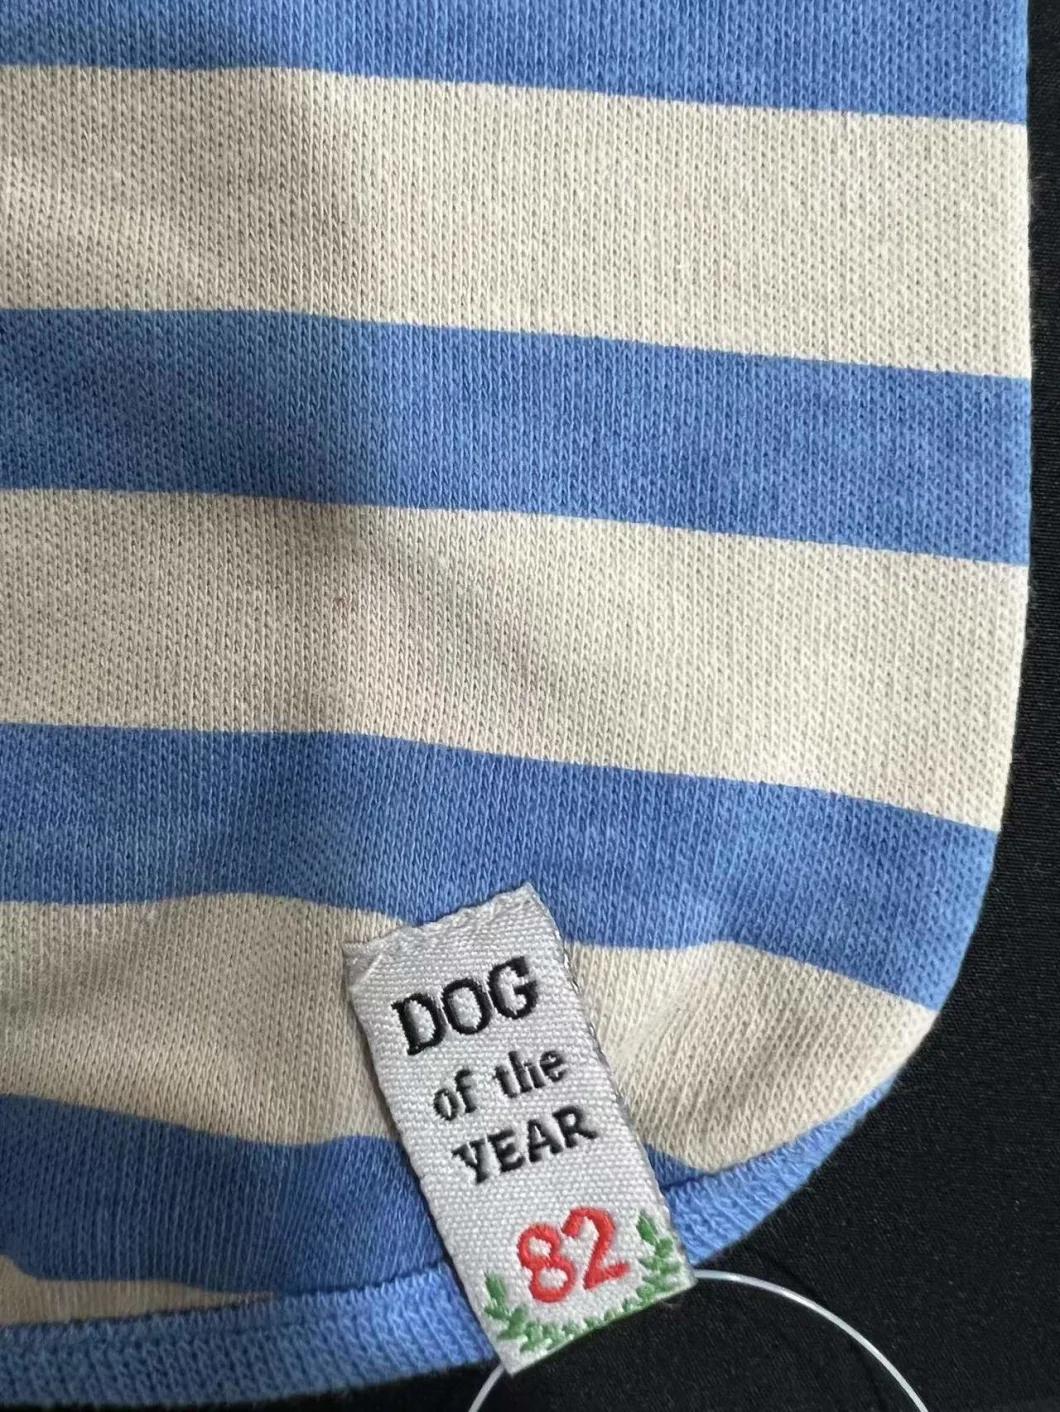 DOG
of the
YEAR
82